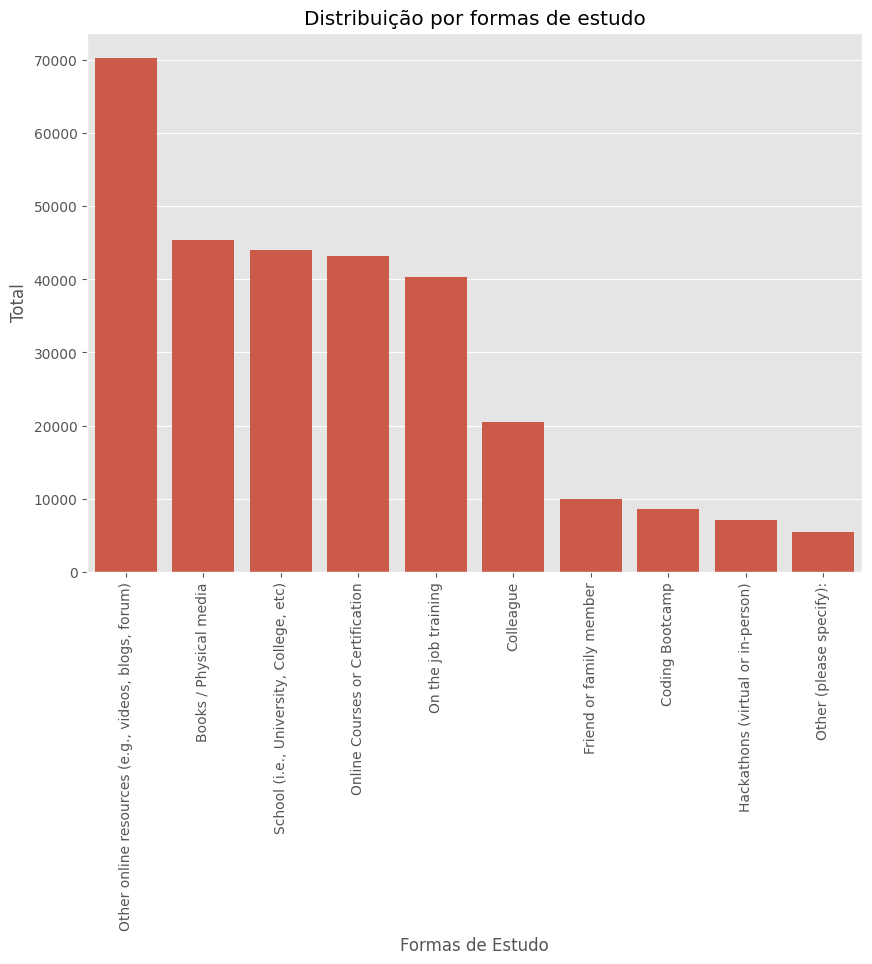 Distribuição por formas de estudo
Total
70000
60000
50000
40000
30000
20000
10000
0
Other online resources (e.g., videos, blogs, forum)
Books / Physical media
School (i.e., University, College, etc)
Online Courses or Certification
On the job training
Colleague
Friend or family member
Coding Bootcamp
Hackathons (virtual or in-person)
Other (please specify):
Formas de Estudo